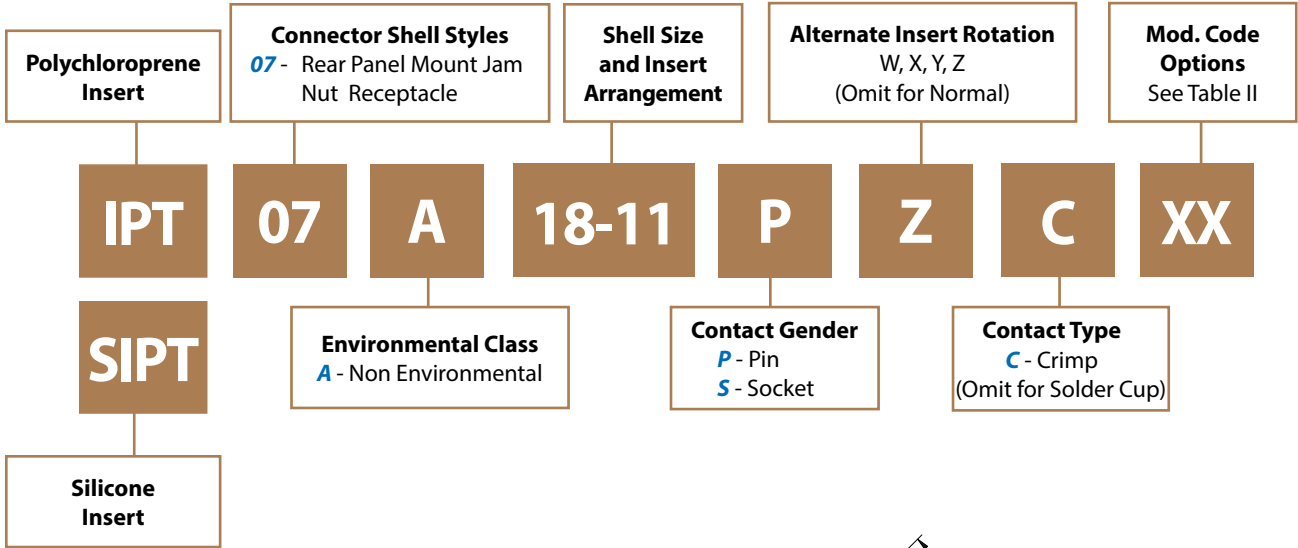 Polychloroprene
Insert
Connector Shell Styles
07 - Rear Panel Mount Jam
Nut Receptacle
Shell Size
and Insert
Arrangement
Alternate Insert Rotation
W, X, Y, Z
(Omit for Normal)
Mod. Code
Options
See Table II
IPT 07 A 18-11 P Z C XX
SIPT
Environmental Class
A - Non Environmental
Contact Gender
P - Pin
S - Socket
Contact Type
C - Crimp
(Omit for Solder Cup)
Silicone
Insert